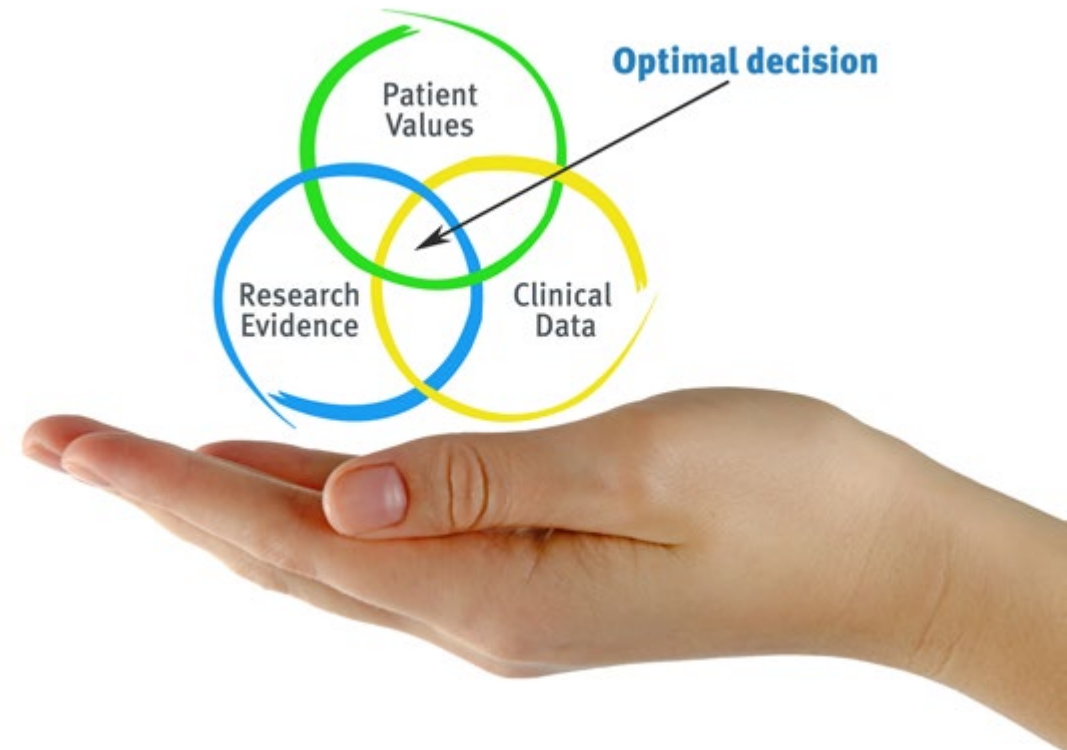 Optimal decision
Patient
Values
Research
Evidence
Clinical
Data